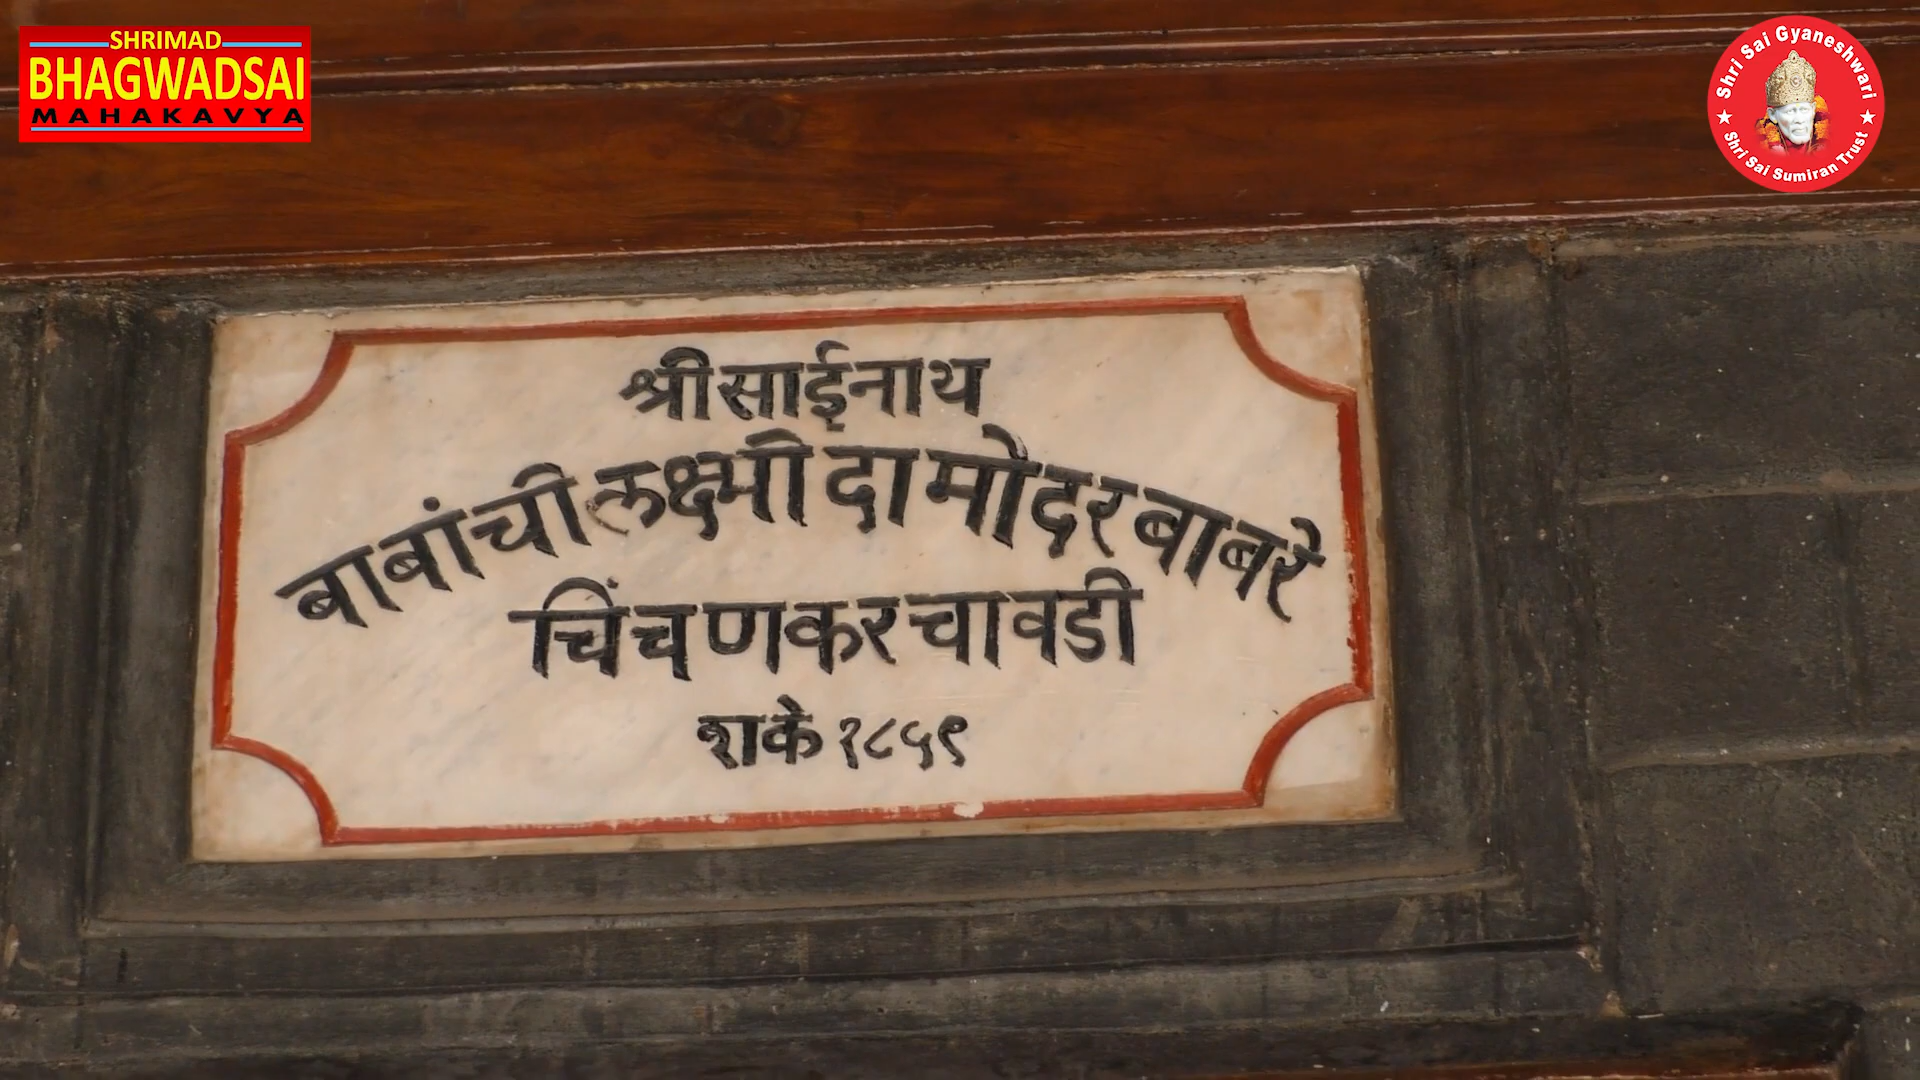 SHRIMAD
BHAGWADSAI
MAHAKAVYA
Shri Sai Gyaneshwari
★ Shri Sai Sumiran Trust ★
श्रीसाईनाथ
बाबांची लक्ष्मी दामोदर बाबरे
चिंचणकर चावडी
शके १८५९